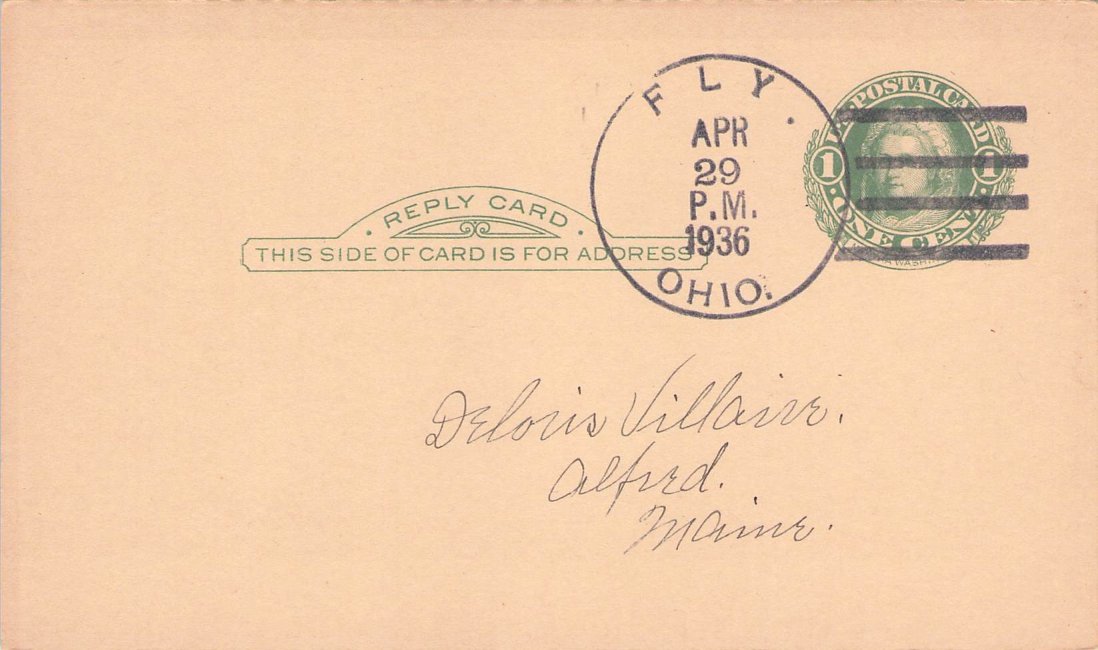 FLY.
APR
29
P.M.
1936
OHIO.
U.S. POSTAL CARD
1 1
ONE CENT
REPLY CARD
THIS SIDE OF CARD IS FOR ADDRESS
Deloris Villaire.
Alfred.
Maine.